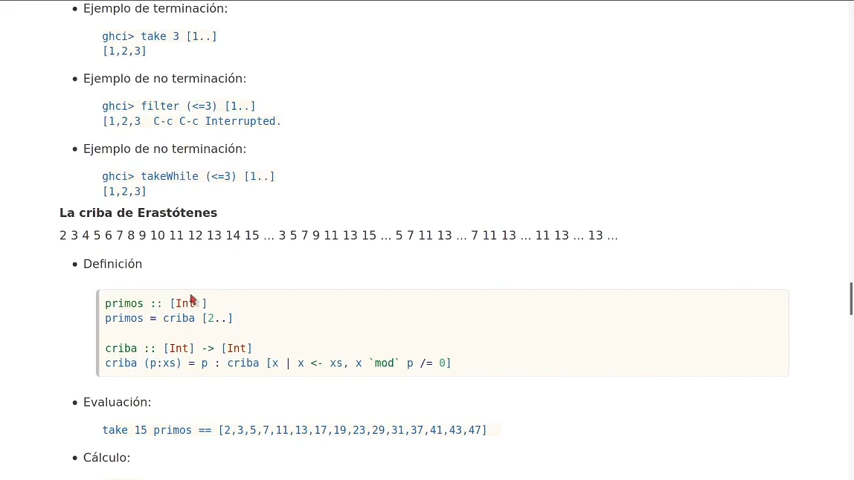 • Ejemplo de terminación:
ghci> take 3 [1..]
[1,2,3]
• Ejemplo de no terminación:
ghci> filter (<=3) [1..]
[1,2,3  C-c C-c Interrupted.
• Ejemplo de no terminación:
ghci> takeWhile (<=3) [1..]
[1,2,3]
La criba de Erastótenes
2 3 4 5 6 7 8 9 10 11 12 13 14 15 ... 3 5 7 9 11 13 15 ... 5 7 11 13 ... 7 11 13 ... 11 13 ... 13 ...
• Definición
primos :: [Int]
primos = criba [2..]
criba :: [Int] -> [Int]
criba (p:xs) = p : criba [x | x <- xs, x `mod` p /= 0]
• Evaluación:
take 15 primos == [2,3,5,7,11,13,17,19,23,29,31,37,41,43,47]
• Cálculo: